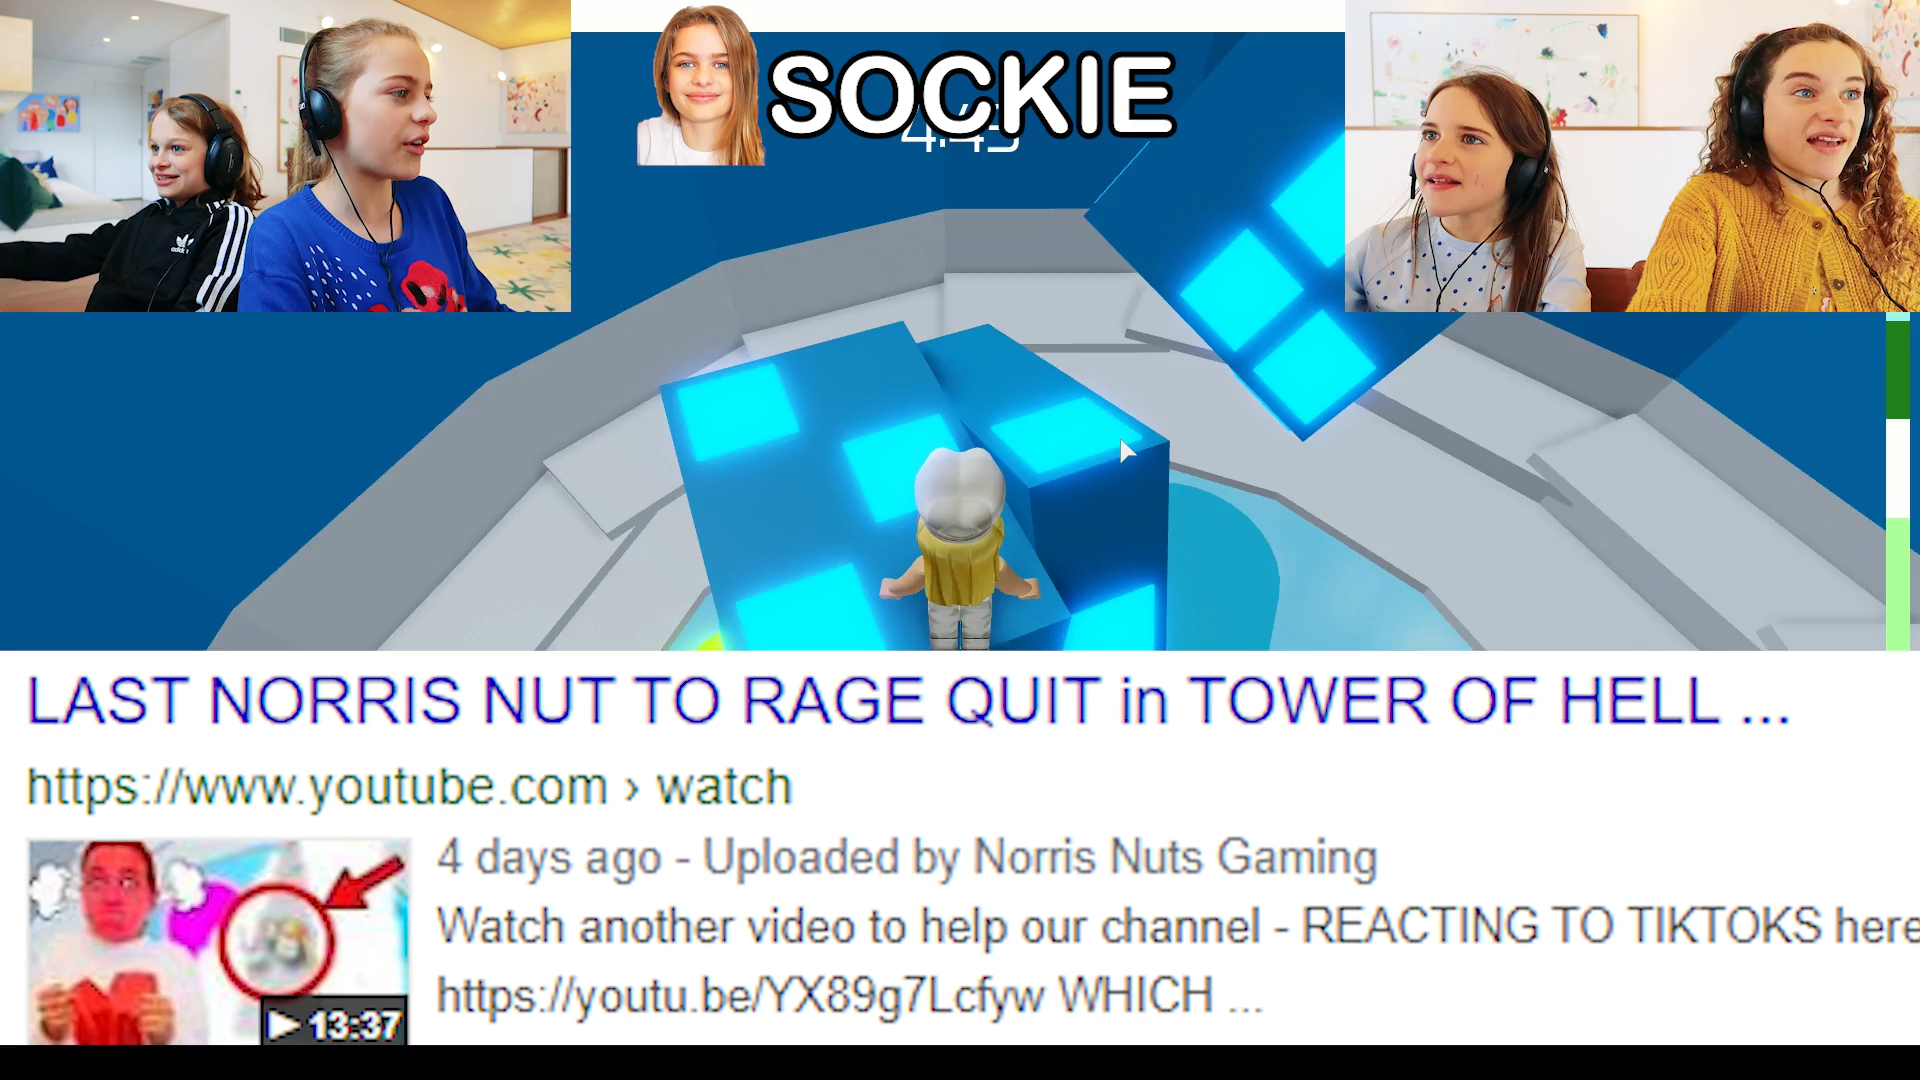 SOCKIE
4:45
LAST NORRIS NUT TO RAGE QUIT in TOWER OF HELL ...
https://www.youtube.com › watch
4 days ago - Uploaded by Norris Nuts Gaming
Watch another video to help our channel - REACTING TO TIKTOKS here
https://youtu.be/YX89g7Lcfyw WHICH ...
13:37